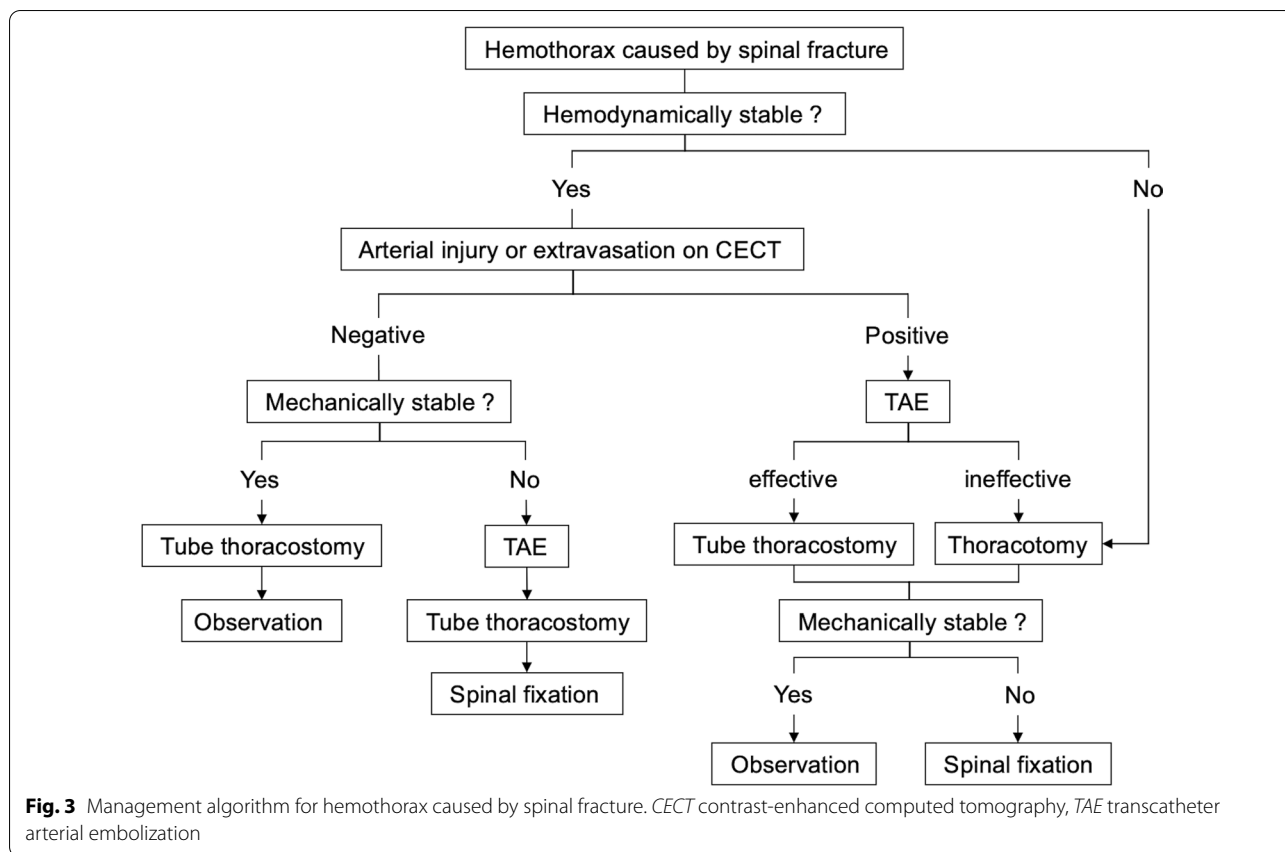 Hemothorax caused by spinal fracture
Hemodynamically stable ?
Yes
No
Arterial injury or extravasation on CECT
Negative
Positive
Mechanically stable ?
TAE
Yes
No
effective
ineffective
Tube thoracostomy
TAE
Tube thoracostomy
Thoracotomy
Observation
Tube thoracostomy
Mechanically stable ?
Spinal fixation
Yes
No
Observation
Spinal fixation
Fig. 3 Management algorithm for hemothorax caused by spinal fracture. CECT contrast-enhanced computed tomography, TAE transcatheter
arterial embolization